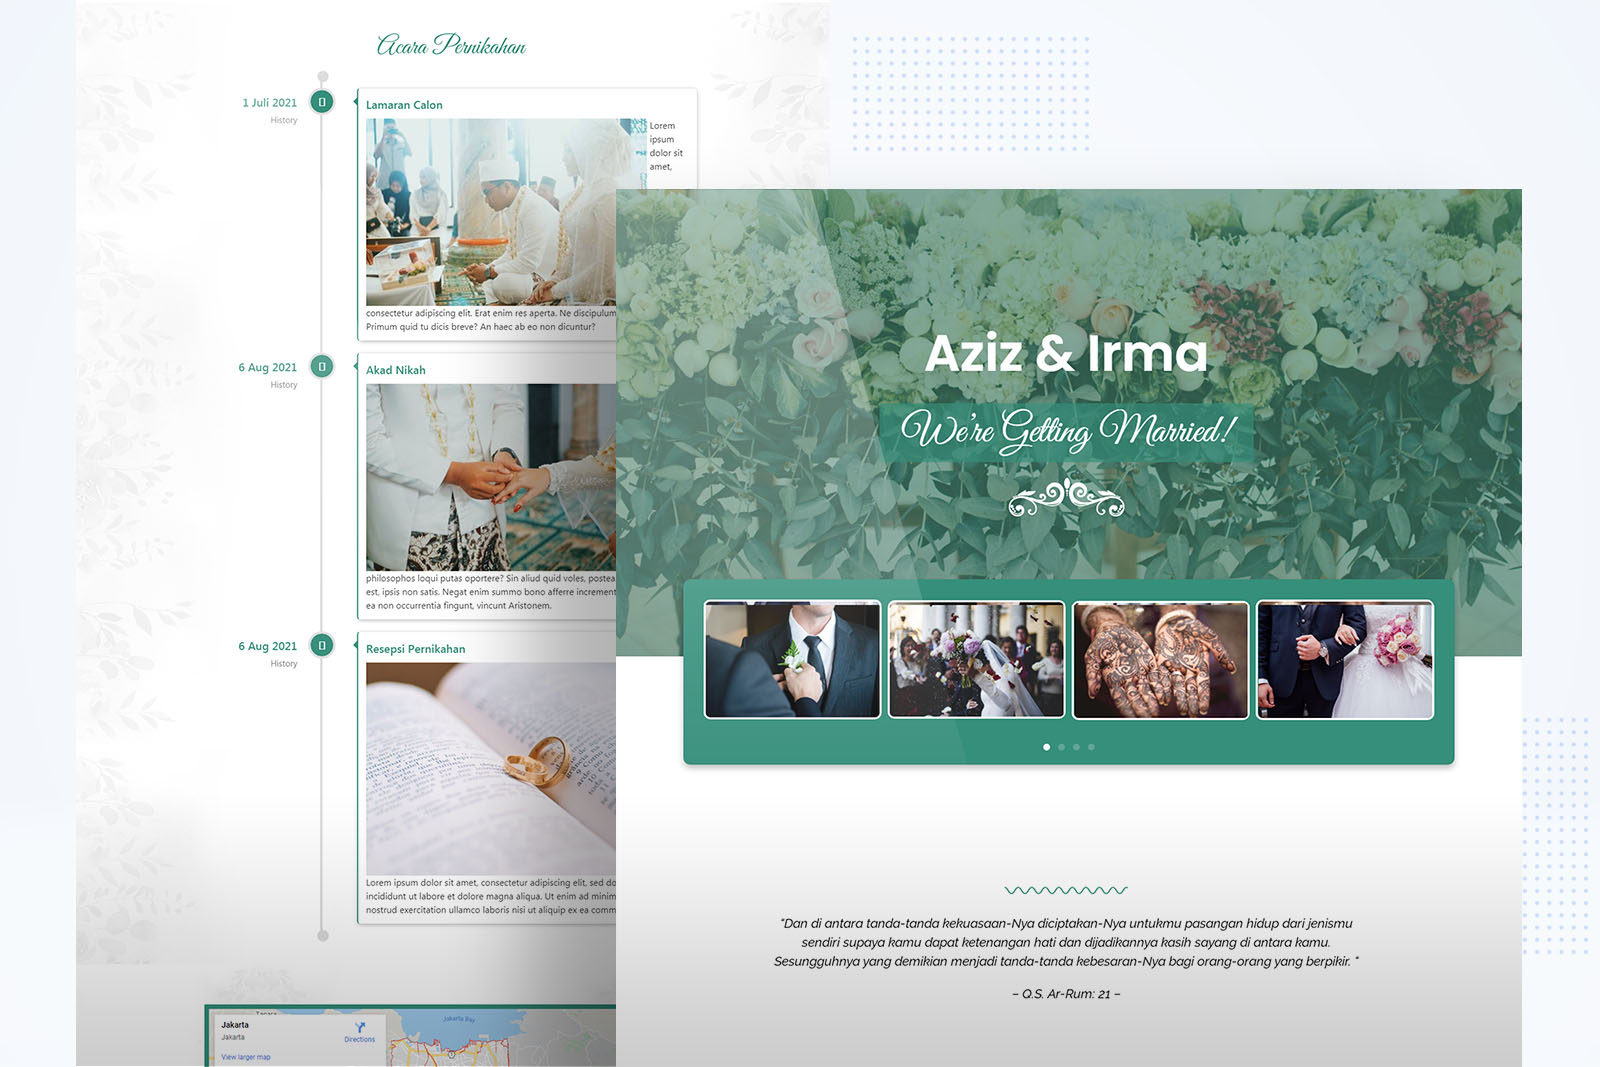 Acara Pernikahan
1 Juli 2021
History
Lamaran Calon
Lorem
ipsum
dolor sit
amet,
consectetur adipiscing elit. Erat enim res aperta. Ne discipulum
Primum quid tu dicis breve? An haec ab eo non dicuntur?
6 Aug 2021
History
Akad Nikah
philosophos loqui putas oportere? Sin aliud quid voles, postea.
est, ipsis non satis. Negat enim summo bono afferre increment
ea non occurrentia fingunt, vincunt Aristonem.
6 Aug 2021
History
Resepsi Pernikahan
Lorem ipsum dolor sit amet, consectetur adipiscing elit, sed do
incididunt ut labore et dolore magna aliqua. Ut enim ad minim
nostrud exercitation ullamco laboris nisi ut aliquip ex ea comm
Jakarta
Jakarta
Directions
View larger map
Jakarta Bay
Aziz & Irma
We're Getting Married!
"Dan di antara tanda-tanda kekuasaan-Nya diciptakan-Nya untukmu pasangan hidup dari jenismu
sendiri supaya kamu dapat ketenangan hati dan dijadikannya kasih sayang di antara kamu.
Sesungguhnya yang demikian menjadi tanda-tanda kebesaran-Nya bagi orang-orang yang berpikir. "
– Q.S. Ar-Rum: 21 –